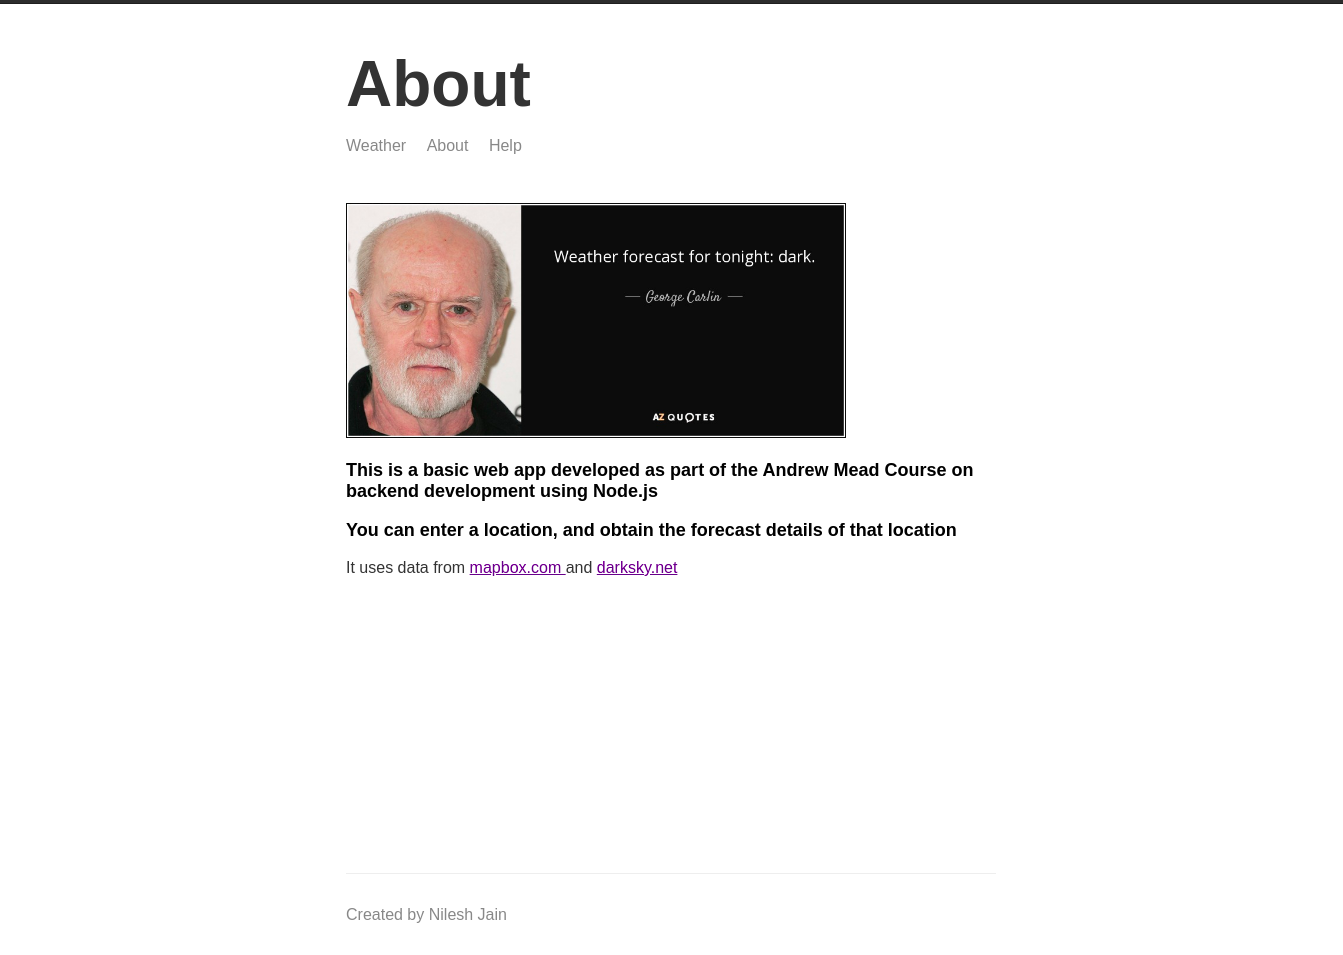 About
Weather About Help
Weather forecast for tonight: dark.
— George Carlin —
AZ QUOTES
This is a basic web app developed as part of the Andrew Mead Course on
backend development using Node.js
You can enter a location, and obtain the forecast details of that location
It uses data from mapbox.com and darksky.net
Created by Nilesh Jain